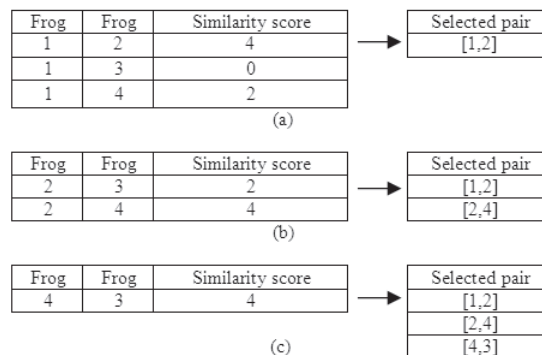 Frog Frog Similarity score Selected pair
1 2 4 [1,2]
1 3 0
1 4 2
(a)
Frog Frog Similarity score Selected pair
2 3 2 [1,2]
2 4 4 [2,4]
(b)
Frog Frog Similarity score Selected pair
4 3 4 [1,2]
[2,4]
(c) [4,3]